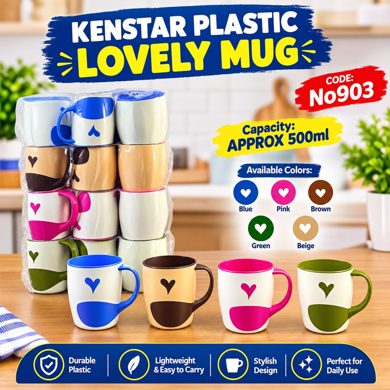 KENSTAR PLASTIC
LOVELY MUG
CODE:
No903
Capacity:
APPROX 500ml
Available Colors:
Blue
Pink
Brown
Green
Beige
Durable
Plastic
Lightweight
& Easy to Carry
Stylish
Design
Perfect for
Daily Use